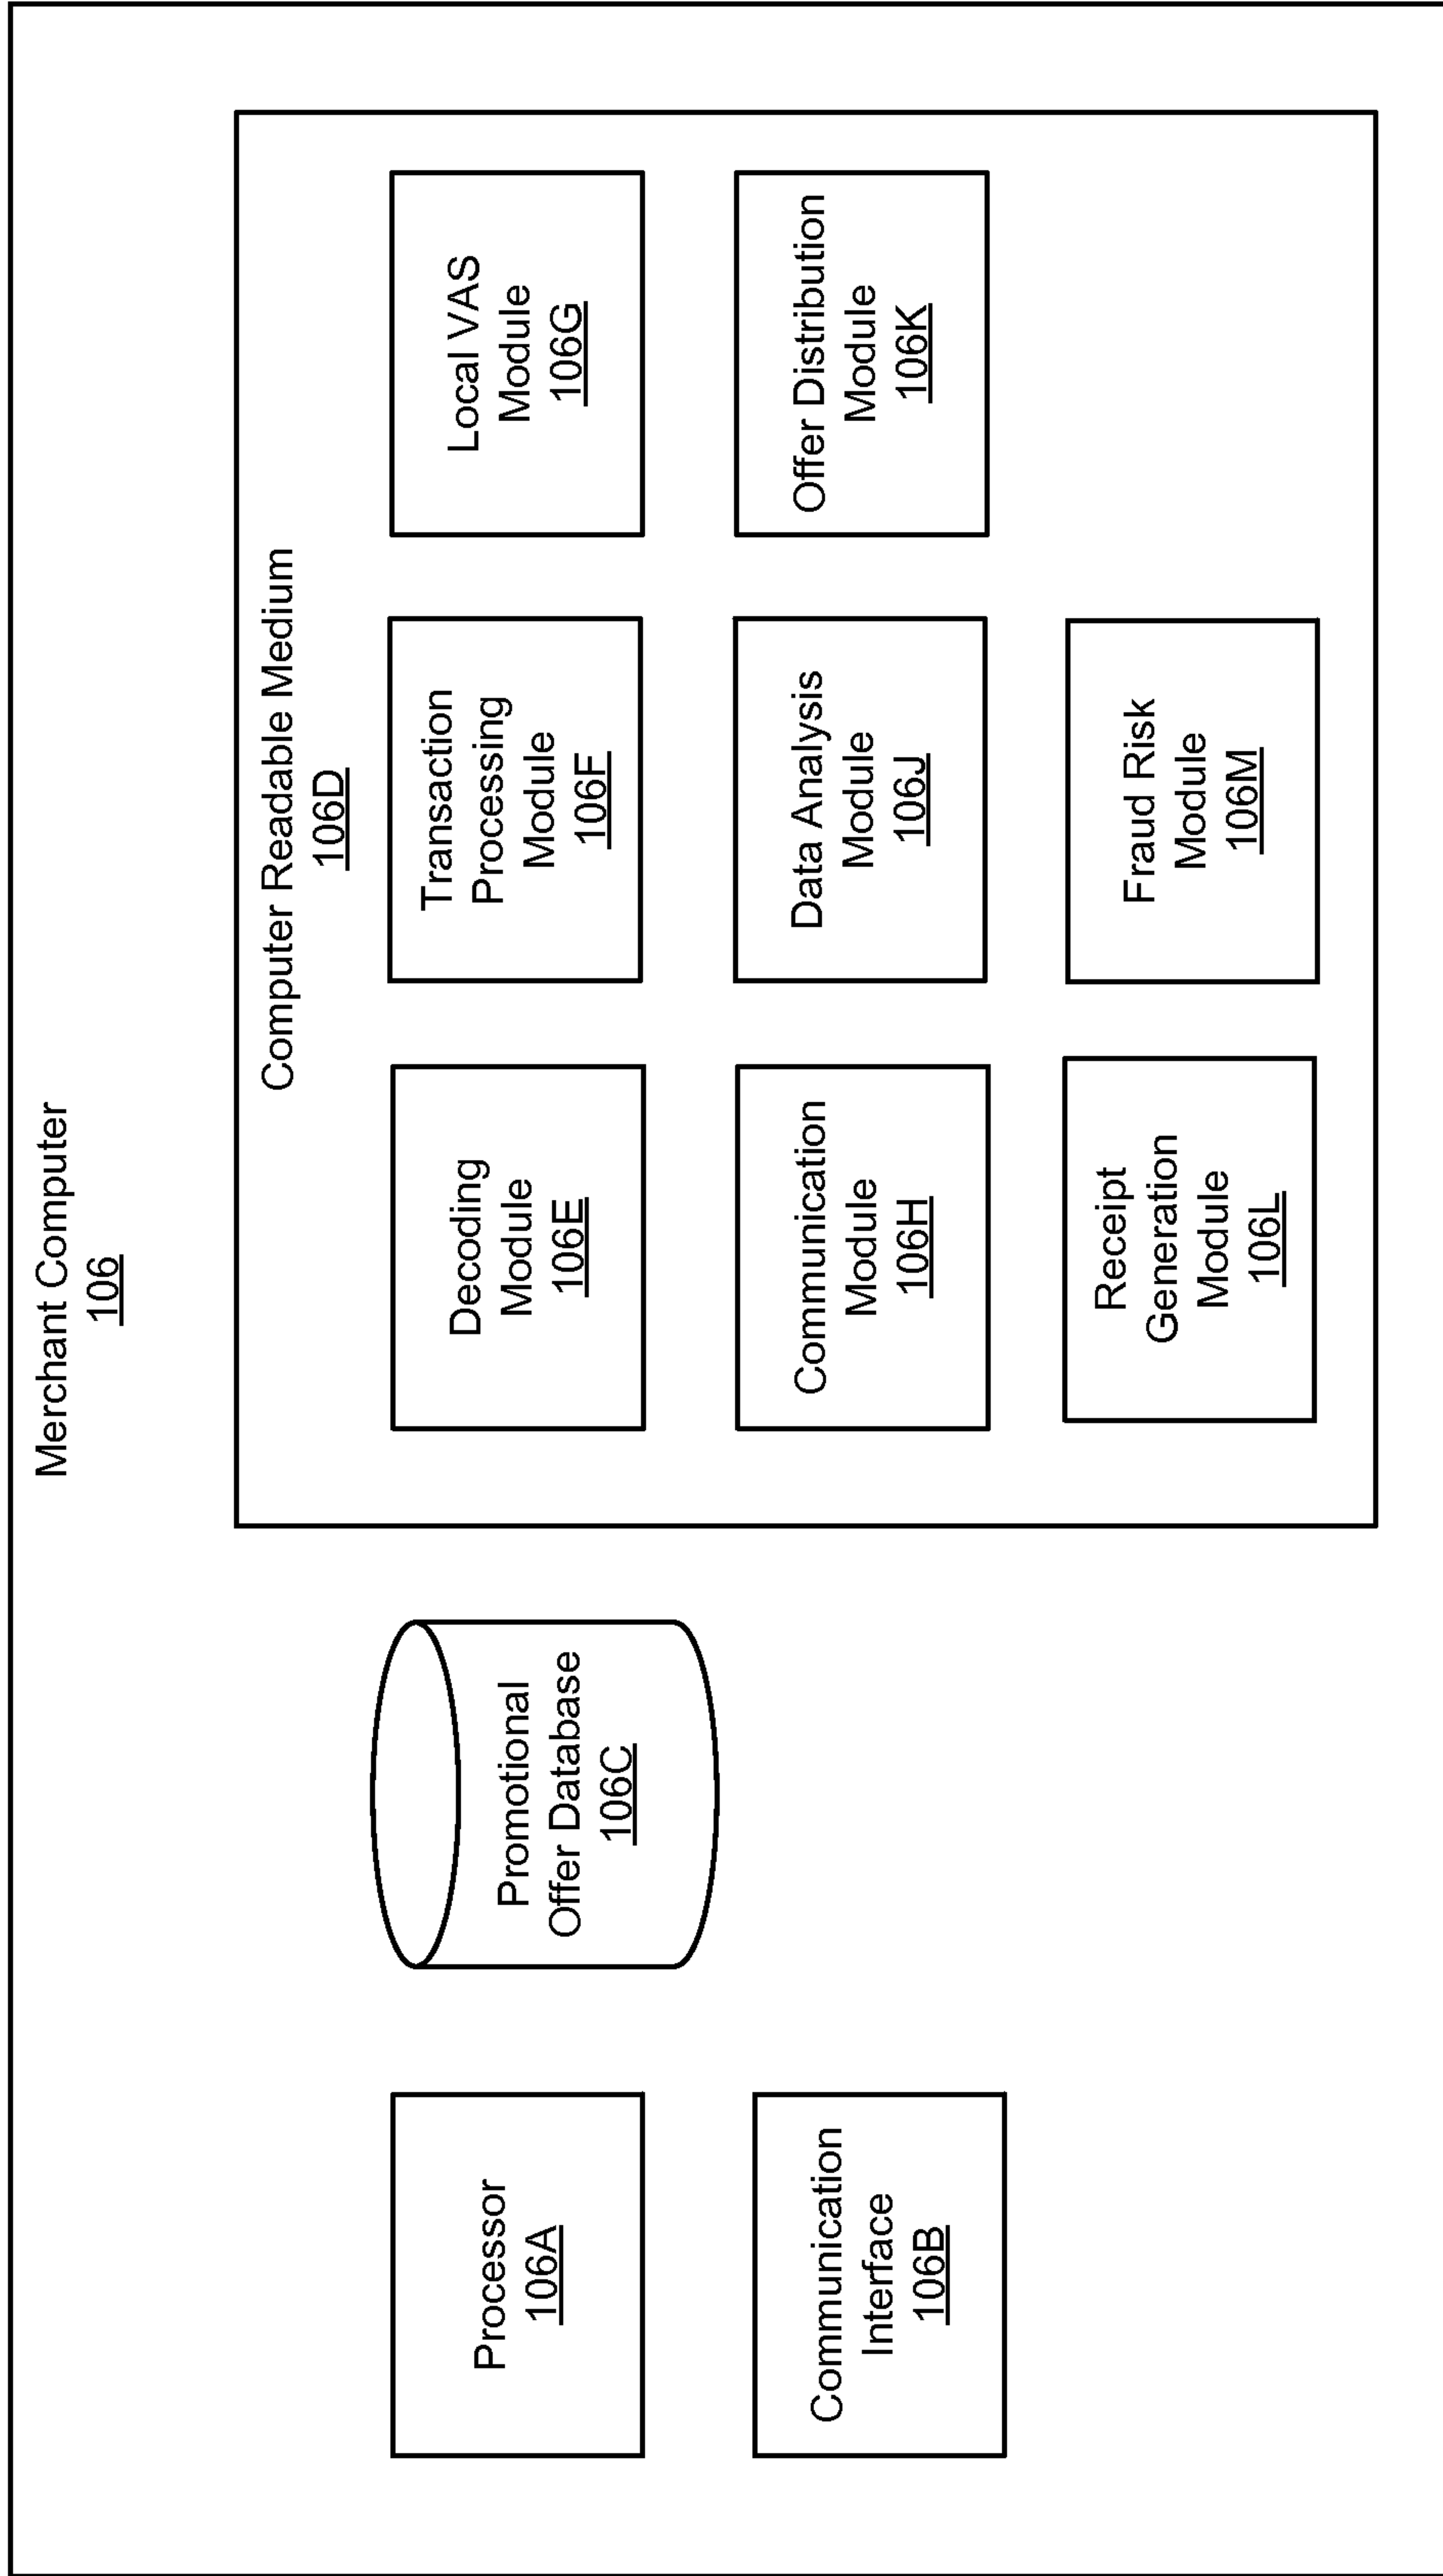 Merchant Computer
106
Processor
106A
Communication
Interface
106B
Promotional
Offer Database
106C
Computer Readable Medium
106D
Decoding
Module
106E
Transaction
Processing
Module
106F
Local VAS
Module
106G
Communication
Module
106H
Data Analysis
Module
106J
Offer Distribution
Module
106K
Receipt
Generation
Module
106L
Fraud Risk
Module
106M